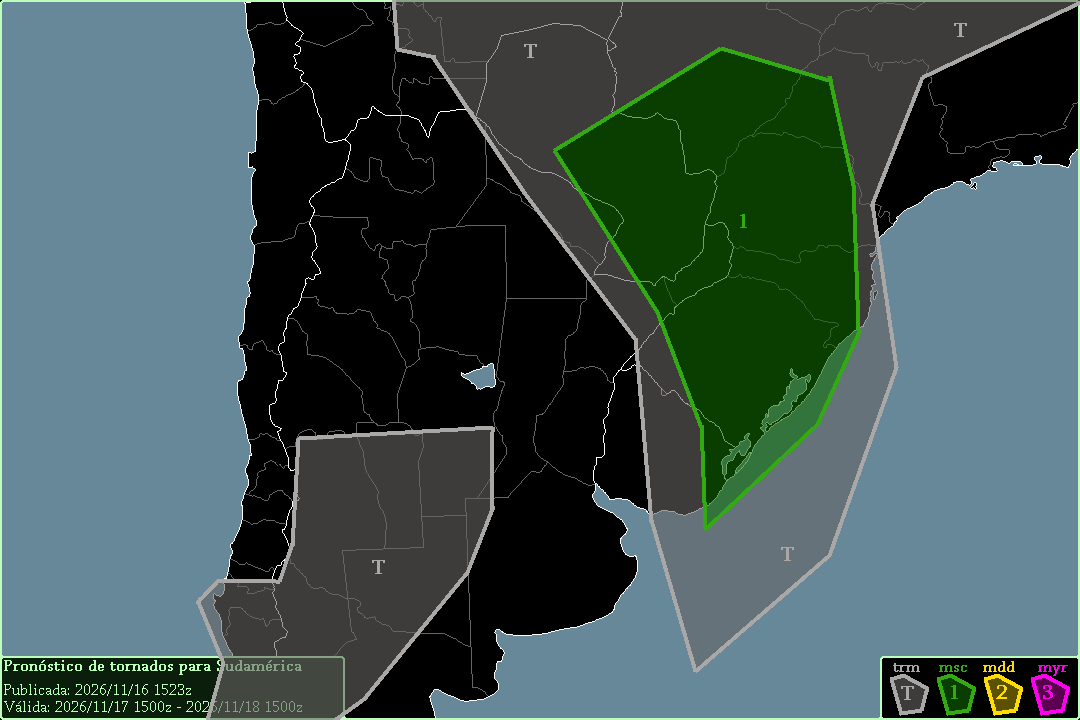 T
T
1
T
T
Pronóstico de tornados para Sudamérica
Publicada: 2026/11/16 1523z
Válida: 2026/11/17 1500z - 2026/11/18 1500z
trm msc mdd myr
T 1 2 3